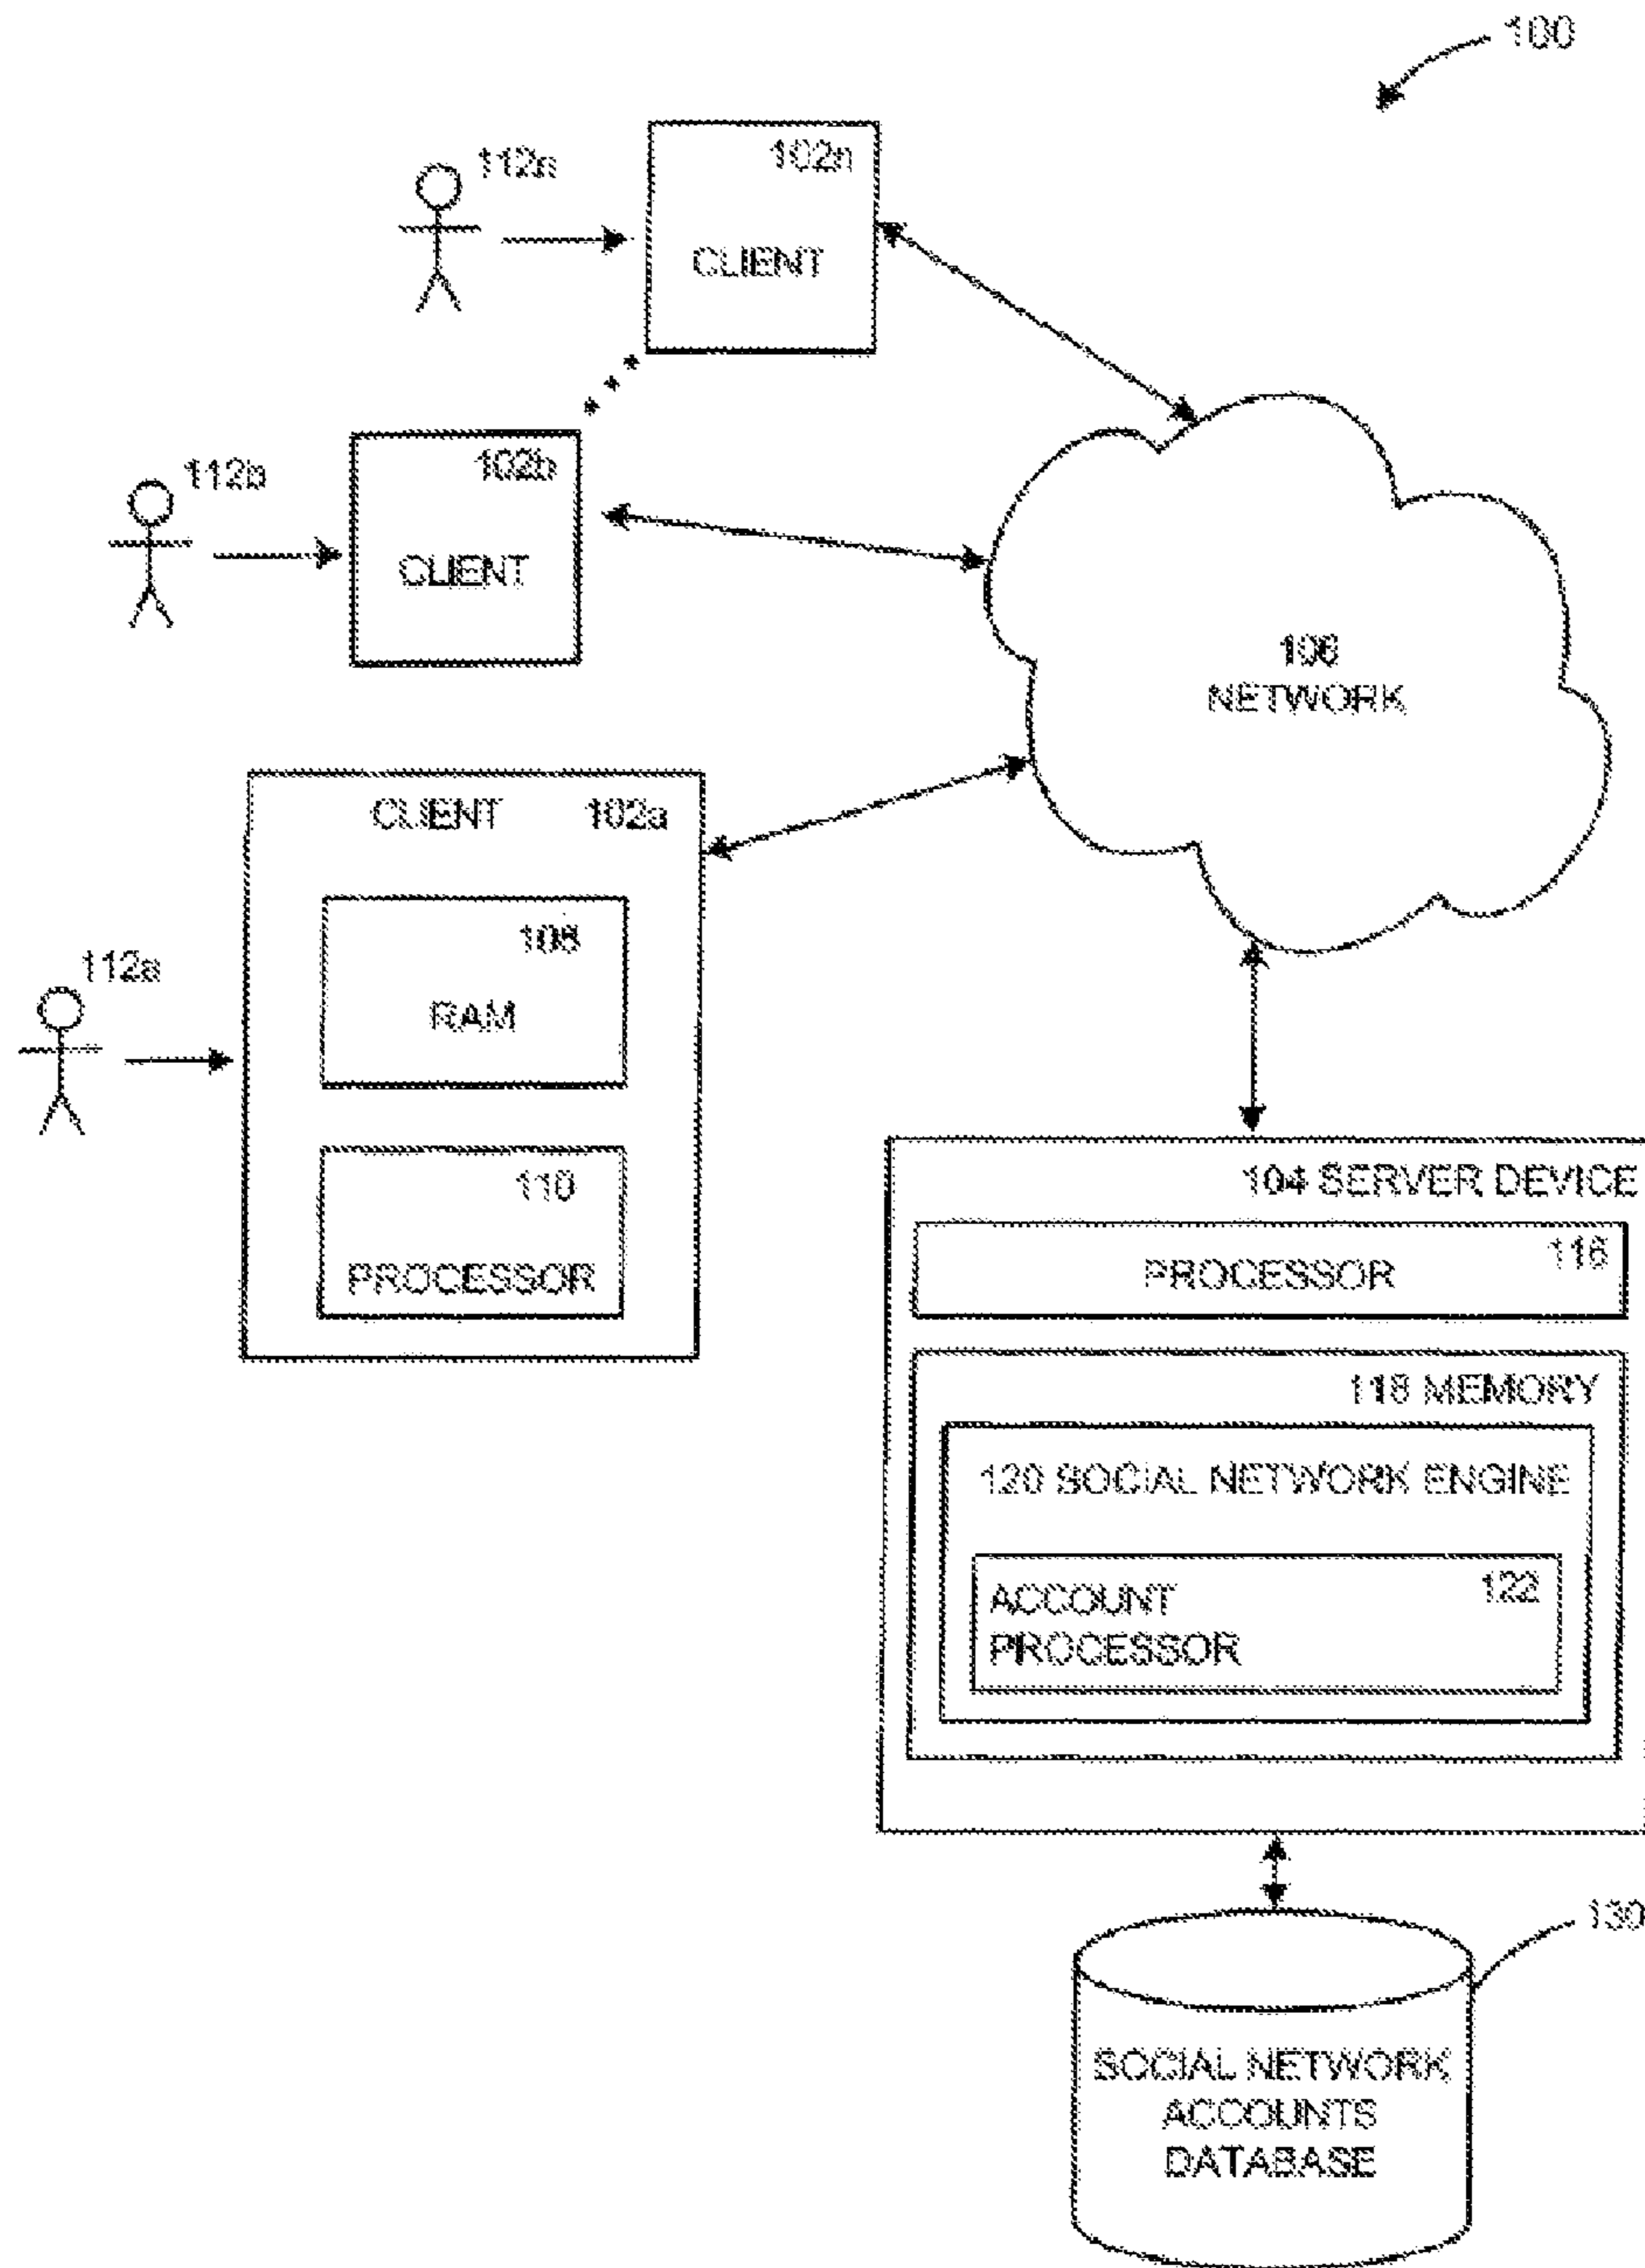 100
112n
102n
CLIENT
112b
102b
CLIENT
106
NETWORK
CLIENT 102a
108
RAM
112a
110
PROCESSOR
104 SERVER DEVICE
116
PROCESSOR
118 MEMORY
120 SOCIAL NETWORK ENGINE
ACCOUNT 122
PROCESSOR
130
SOCIAL NETWORK
ACCOUNTS
DATABASE